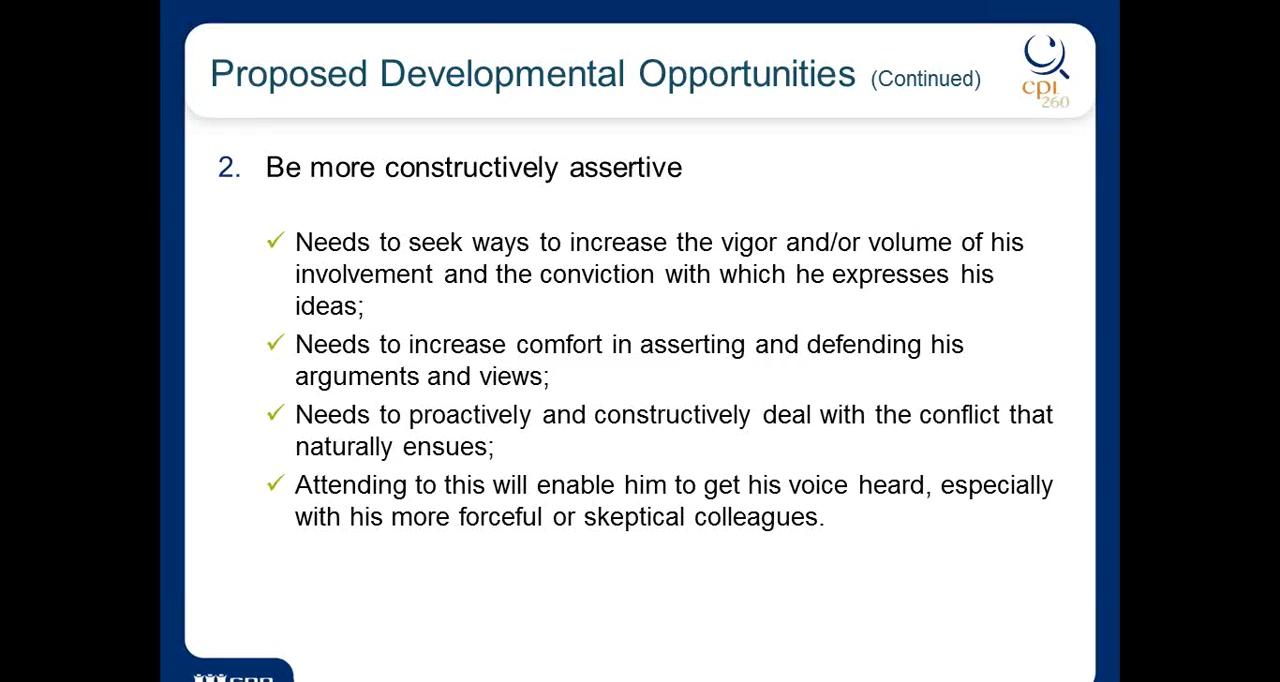 Proposed Developmental Opportunities (Continued)
cpi
260
2. Be more constructively assertive
✓ Needs to seek ways to increase the vigor and/or volume of his
involvement and the conviction with which he expresses his
ideas;
✓ Needs to increase comfort in asserting and defending his
arguments and views;
✓ Needs to proactively and constructively deal with the conflict that
naturally ensues;
✓ Attending to this will enable him to get his voice heard, especially
with his more forceful or skeptical colleagues.